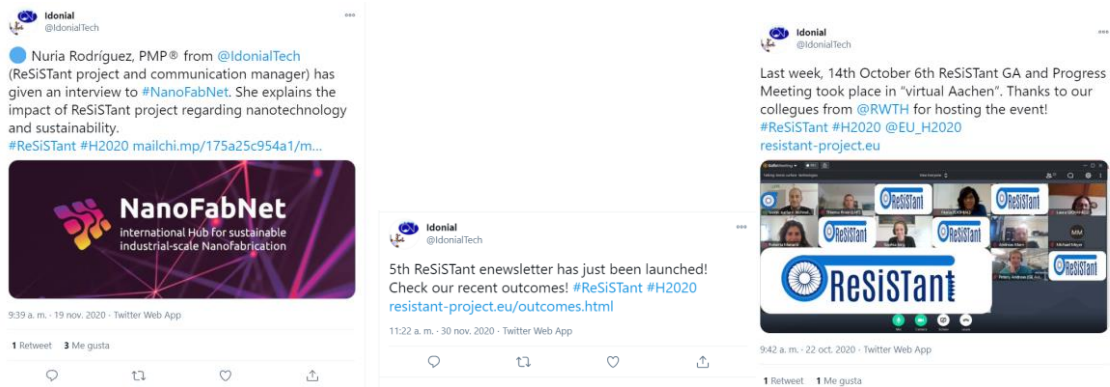 Idonial
@IdonialTech
Nuria Rodríguez, PMP® from @IdonialTech
(ReSiSTant project and communication manager) has
given an interview to #NanoFabNet. She explains the
impact of ReSiSTant project regarding nanotechnology
and sustainability.
#ReSiSTant #H2020 mailchi.mp/175a25c954a1/m...
NanoFabNet
international Hub for sustainable
industrial-scale Nanofabrication
9:39 a. m. · 19 nov. 2020 · Twitter Web App
1 Retweet 3 Me gusta
Idonial
@IdonialTech
5th ReSiSTant enewsletter has just been launched!
Check our recent outcomes! #ReSiSTant #H2020
resistant-project.eu/outcomes.html
11:22 a. m. · 30 nov. 2020 · Twitter Web App
Idonial
@IdonialTech
Last week, 14th October 6th ReSiSTant GA and Progress
Meeting took place in “virtual Aachen”. Thanks to our
collegues from @RWTH for hosting the event!
#ReSiSTant #H2020 @EU_H2020
resistant-project.eu
ReSiSTant
ReSiSTant
ReSiSTant
ReSiSTant
MM
ReSiSTant
ReSiSTant
9:42 a. m. · 22 oct. 2020 · Twitter Web App
1 Retweet 1 Me gusta